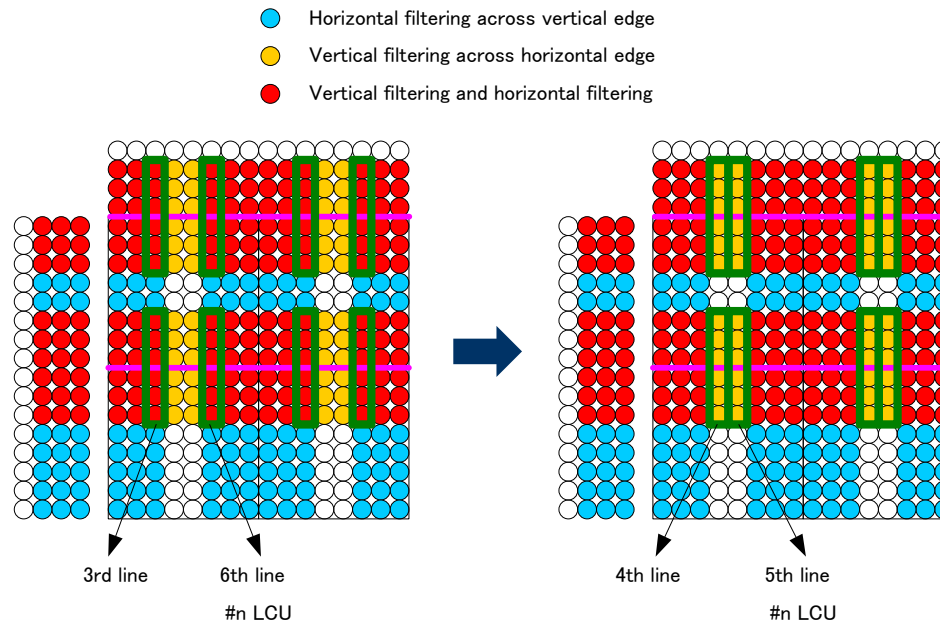 Horizontal filtering across vertical edge
Vertical filtering across horizontal edge
Vertical filtering and horizontal filtering
3rd line
6th line
4th line
5th line
#n LCU
#n LCU